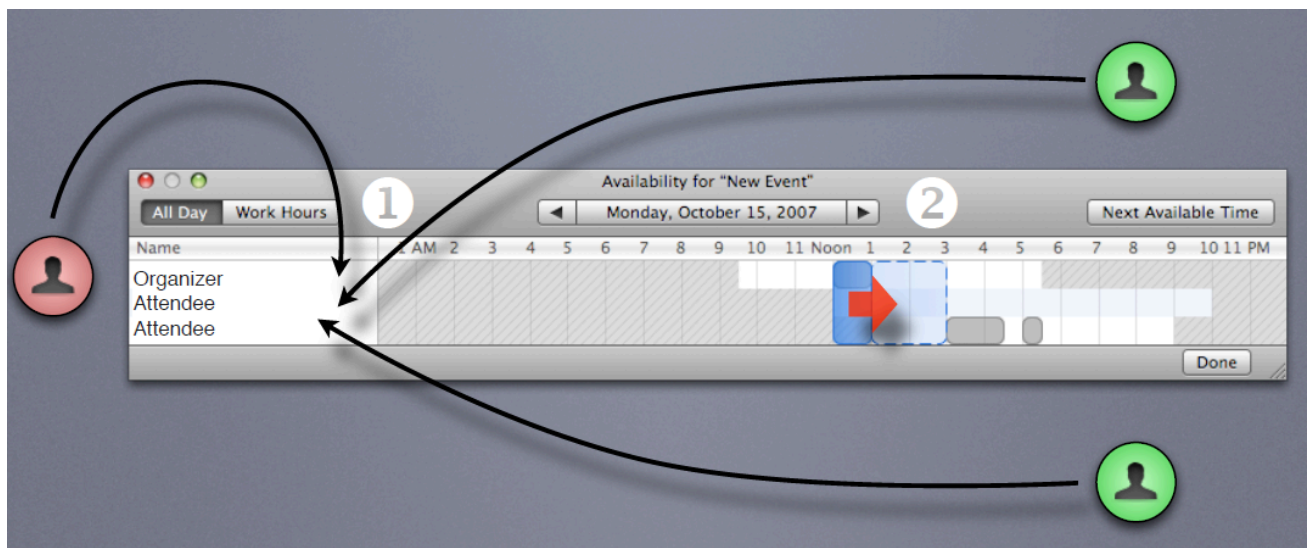 Availability for "New Event"
All Day Work Hours 1 Monday, October 15, 2007 2 Next Available Time
Name 1 AM 2 3 4 5 6 7 8 9 10 11 Noon 1 2 3 4 5 6 7 8 9 10 11 PM
Organizer
Attendee
Attendee
Done